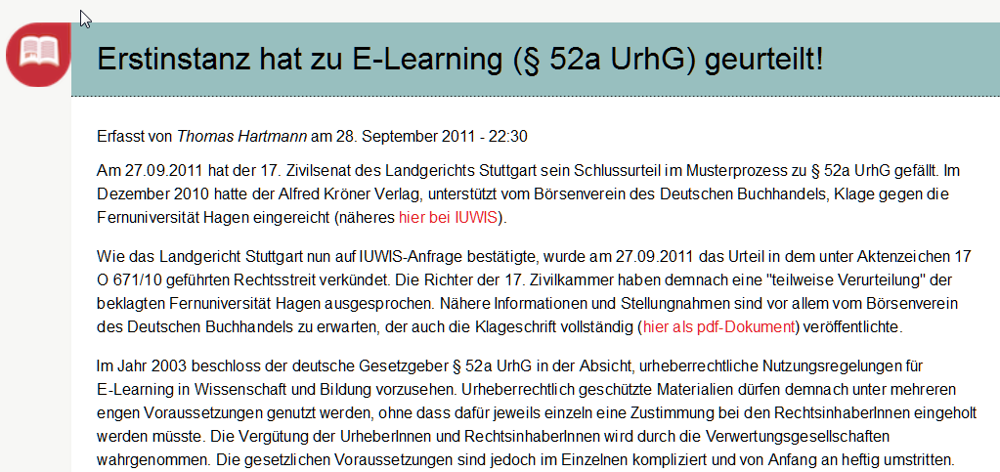 Erstinstanz hat zu E-Learning (§ 52a UrhG) geurteilt!
Erfasst von Thomas Hartmann am 28. September 2011 - 22:30
Am 27.09.2011 hat der 17. Zivilsenat des Landgerichts Stuttgart sein Schlussurteil im Musterprozess zu § 52a UrhG gefällt. Im
Dezember 2010 hatte der Alfred Kröner Verlag, unterstützt vom Börsenverein des Deutschen Buchhandels, Klage gegen die
Fernuniversität Hagen eingereicht (näheres hier bei IUWIS).
Wie das Landgericht Stuttgart nun auf IUWIS-Anfrage bestätigte, wurde am 27.09.2011 das Urteil in dem unter Aktenzeichen 17
O 671/10 geführten Rechtsstreit verkündet. Die Richter der 17. Zivilkammer haben demnach eine "teilweise Verurteilung" der
beklagten Fernuniversität Hagen ausgesprochen. Nähere Informationen und Stellungnahmen sind vor allem vom Börsenverein
des Deutschen Buchhandels zu erwarten, der auch die Klageschrift vollständig (hier als pdf-Dokument) veröffentlichte.
Im Jahr 2003 beschloss der deutsche Gesetzgeber § 52a UrhG in der Absicht, urheberrechtliche Nutzungsregelungen für
E-Learning in Wissenschaft und Bildung vorzusehen. Urheberrechtlich geschützte Materialien dürfen demnach unter mehreren
engen Voraussetzungen genutzt werden, ohne dass dafür jeweils einzeln eine Zustimmung bei den RechtsinhaberInnen eingeholt
werden müsste. Die Vergütung der UrheberInnen und RechtsinhaberInnen wird durch die Verwertungsgesellschaften
wahrgenommen. Die gesetzlichen Voraussetzungen sind jedoch im Einzelnen kompliziert und von Anfang an heftig umstritten.